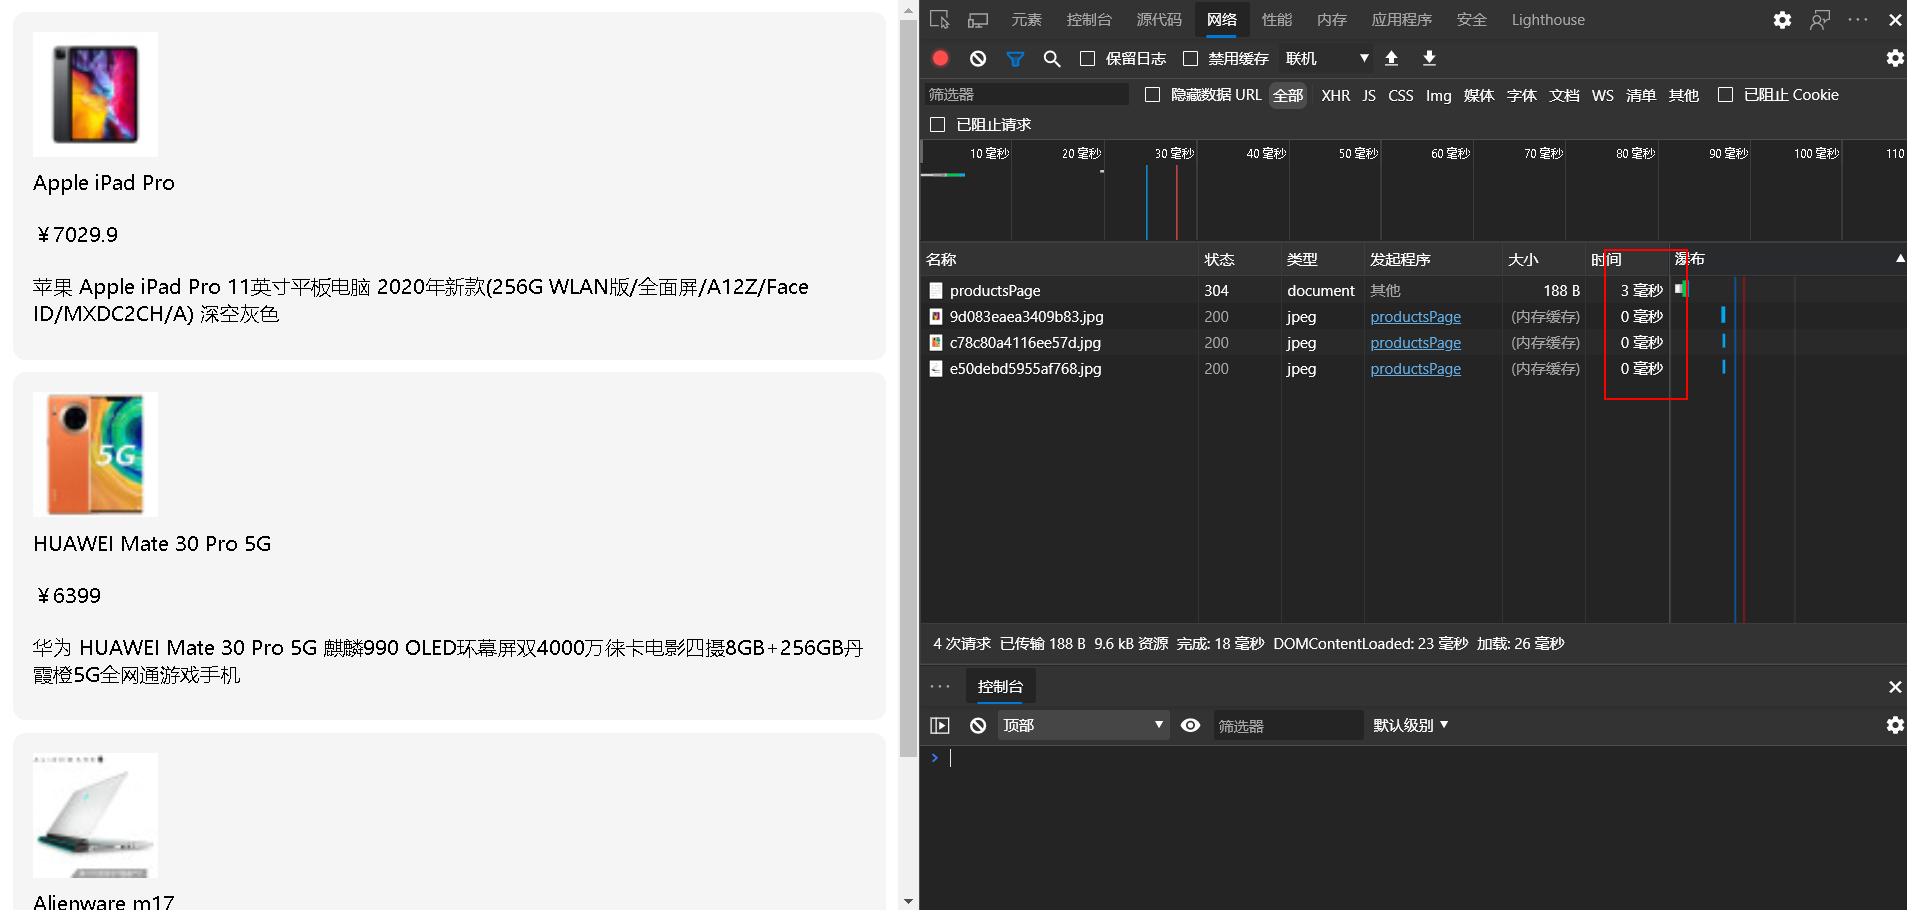 Apple iPad Pro
￥7029.9
苹果 Apple iPad Pro 11英寸平板电脑 2020年新款(256G WLAN版/全面屏/A12Z/Face
ID/MXDC2CH/A) 深空灰色
5G
HUAWEI Mate 30 Pro 5G
￥6399
华为 HUAWEI Mate 30 Pro 5G 麒麟990 OLED环幕屏双4000万徕卡电影四摄8GB+256GB丹
霞橙5G全网通游戏手机
ALIENWARE
Alienware m17
元素 控制台 源代码 网络 性能 内存 应用程序 安全 Lighthouse
保留日志 禁用缓存 联机
筛选器 隐藏数据 URL 全部 XHR JS CSS Img 媒体 字体 文档 WS 清单 其他 已阻止 Cookie
已阻止请求
10 毫秒 20 毫秒 30 毫秒 40 毫秒 50 毫秒 60 毫秒 70 毫秒 80 毫秒 90 毫秒 100 毫秒 110
名称 状态 类型 发起程序 大小 时间 瀑布
productsPage 304 document 其他 188 B 3 毫秒
9d083eaea3409b83.jpg 200 jpeg productsPage (内存缓存) 0 毫秒
c78c80a4116ee57d.jpg 200 jpeg productsPage (内存缓存) 0 毫秒
e50debd5955af768.jpg 200 jpeg productsPage (内存缓存) 0 毫秒
4 次请求 已传输 188 B 9.6 kB 资源 完成: 18 毫秒 DOMContentLoaded: 23 毫秒 加载: 26 毫秒
控制台
顶部 筛选器 默认级别